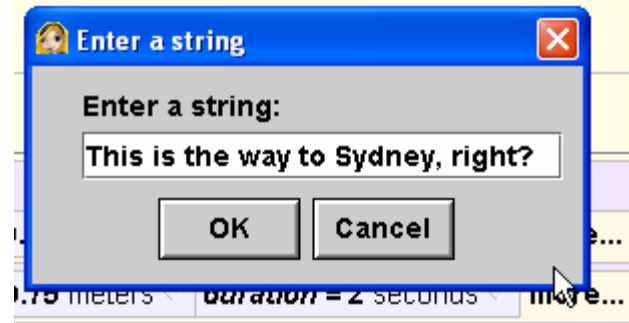 Enter a string
Enter a string:
This is the way to Sydney, right?
OK Cancel
meters duration = 2 seconds more...